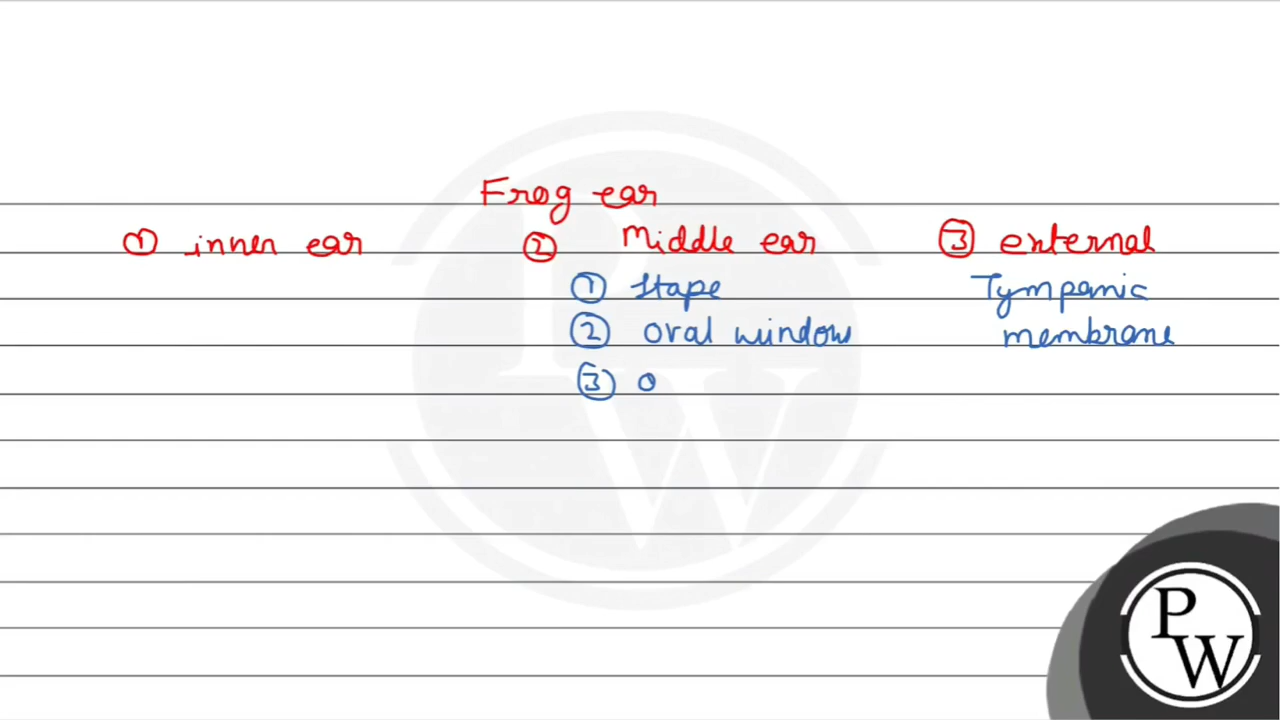 Frog ear
① inner ear
② Middle ear
③ external
① stape
② oval window
③ o
Tympanic
membrane
P
W
PW